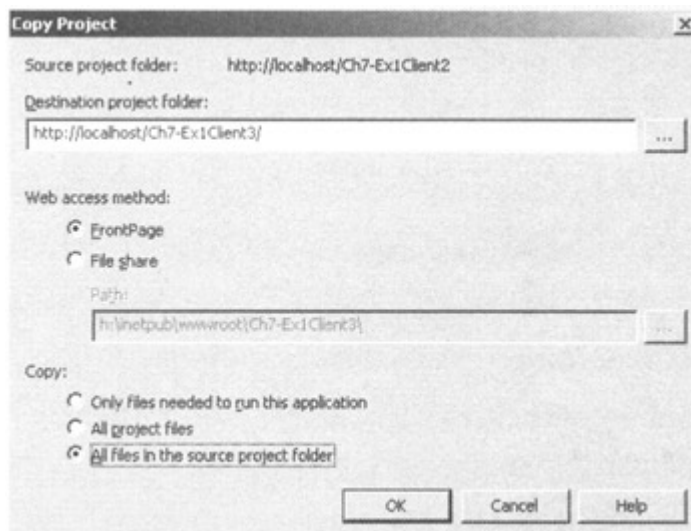 Copy Project
Source project folder: http://localhost/Ch7-Ex1Client2
Destination project folder:
http://localhost/Ch7-Ex1Client3/
...
Web access method:
FrontPage
File share
Path:
h:\inetpub\wwwroot\Ch7-Ex1Client3\
...
Copy:
Only files needed to run this application
All project files
All files in the source project folder
OK Cancel Help